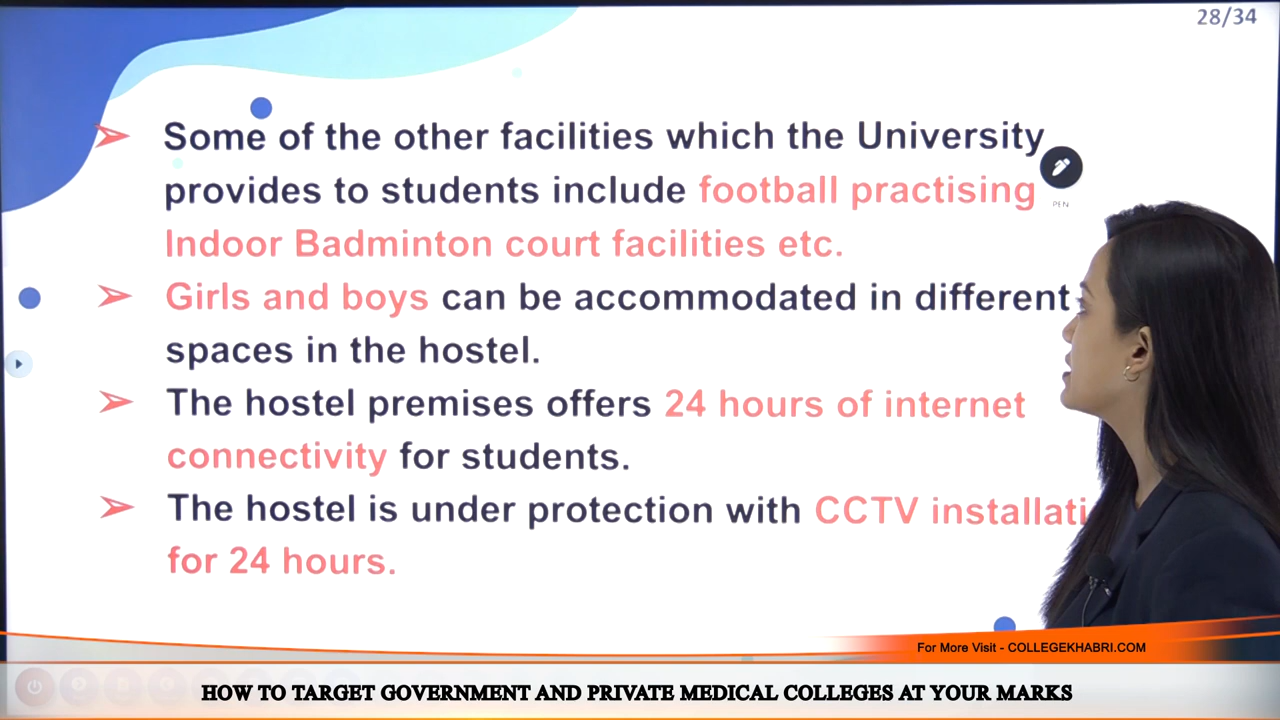 28/34
Some of the other facilities which the University
provides to students include football practising
PEN
Indoor Badminton court facilities etc.
Girls and boys can be accommodated in different
spaces in the hostel.
The hostel premises offers 24 hours of internet
connectivity for students.
The hostel is under protection with CCTV installati
for 24 hours.
For More Visit - COLLEGEKHABRI.COM
HOW TO TARGET GOVERNMENT AND PRIVATE MEDICAL COLLEGES AT YOUR MARKS